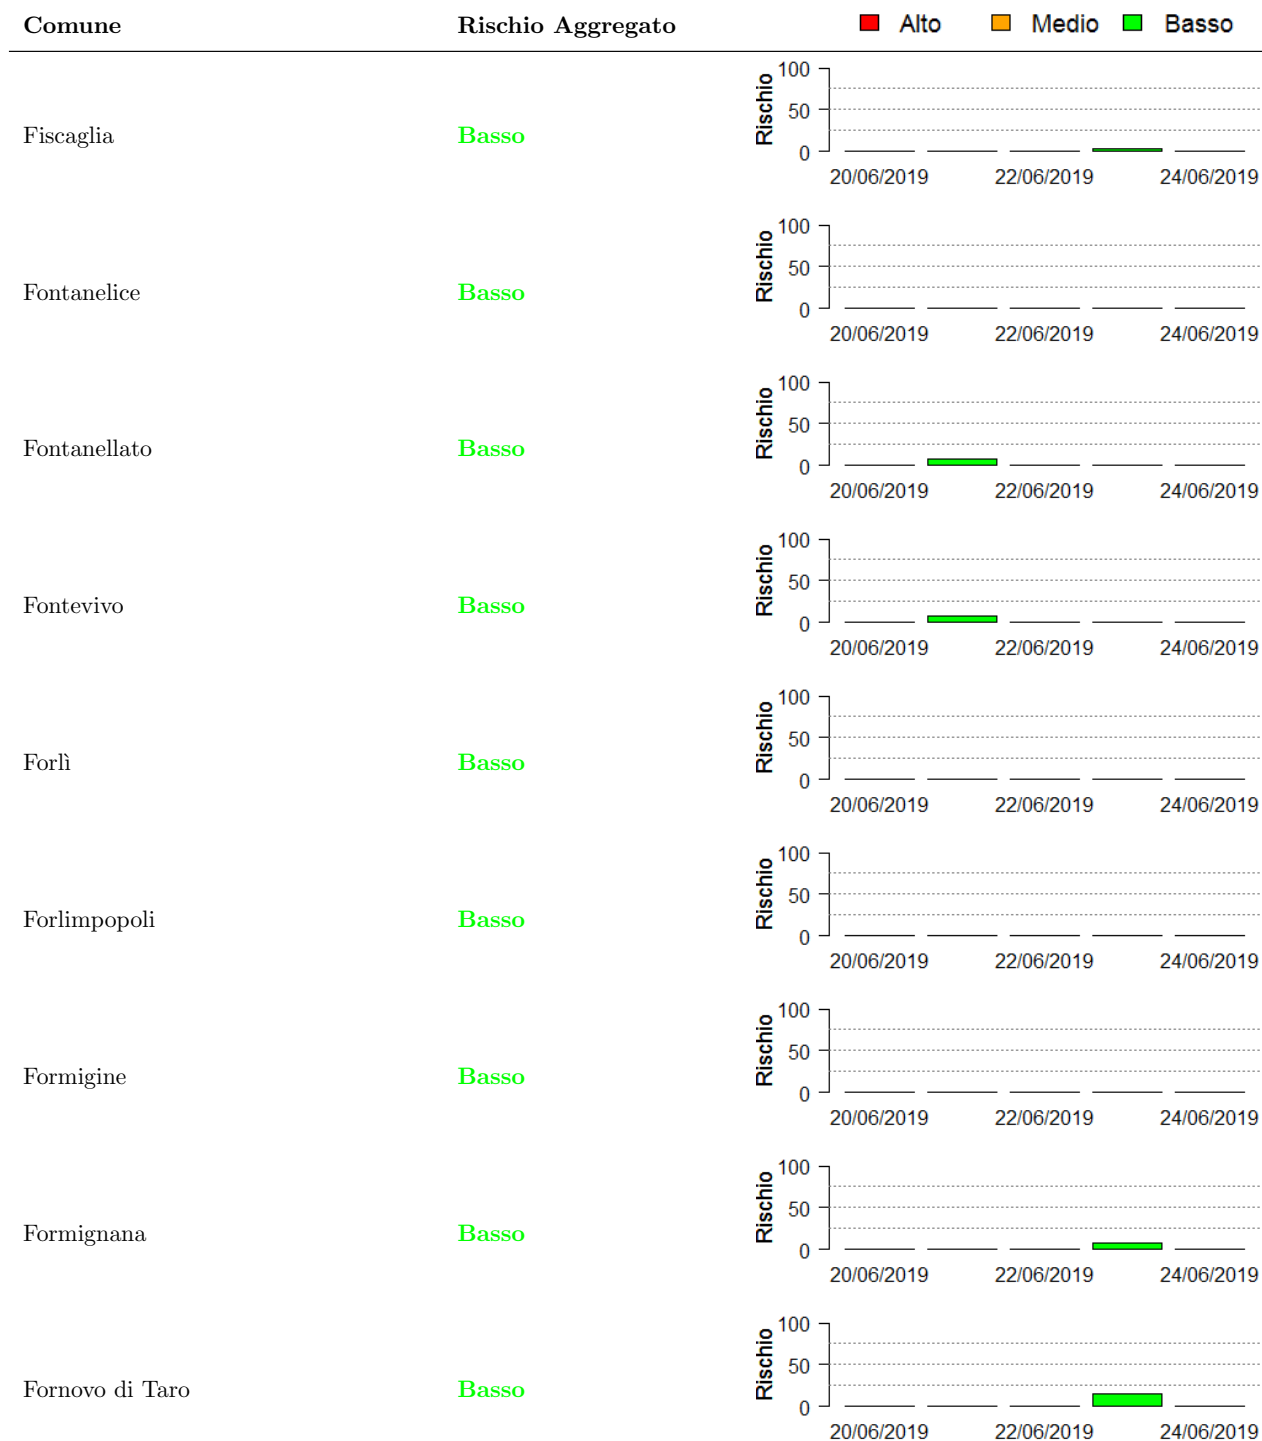 Comune Rischio Aggregato Alto Medio Basso
100
50
0
Rischio
Fiscaglia Basso
20/06/2019 22/06/2019 24/06/2019
100
50
0
Rischio
Fontanelice Basso
20/06/2019 22/06/2019 24/06/2019
100
50
0
Rischio
Fontanellato Basso
20/06/2019 22/06/2019 24/06/2019
100
50
0
Rischio
Fontevivo Basso
20/06/2019 22/06/2019 24/06/2019
100
50
0
Rischio
Forlì Basso
20/06/2019 22/06/2019 24/06/2019
100
50
0
Rischio
Forlimpopoli Basso
20/06/2019 22/06/2019 24/06/2019
100
50
0
Rischio
Formigine Basso
20/06/2019 22/06/2019 24/06/2019
100
50
0
Rischio
Formignana Basso
20/06/2019 22/06/2019 24/06/2019
100
50
0
Rischio
Fornovo di Taro Basso
20/06/2019 22/06/2019 24/06/2019